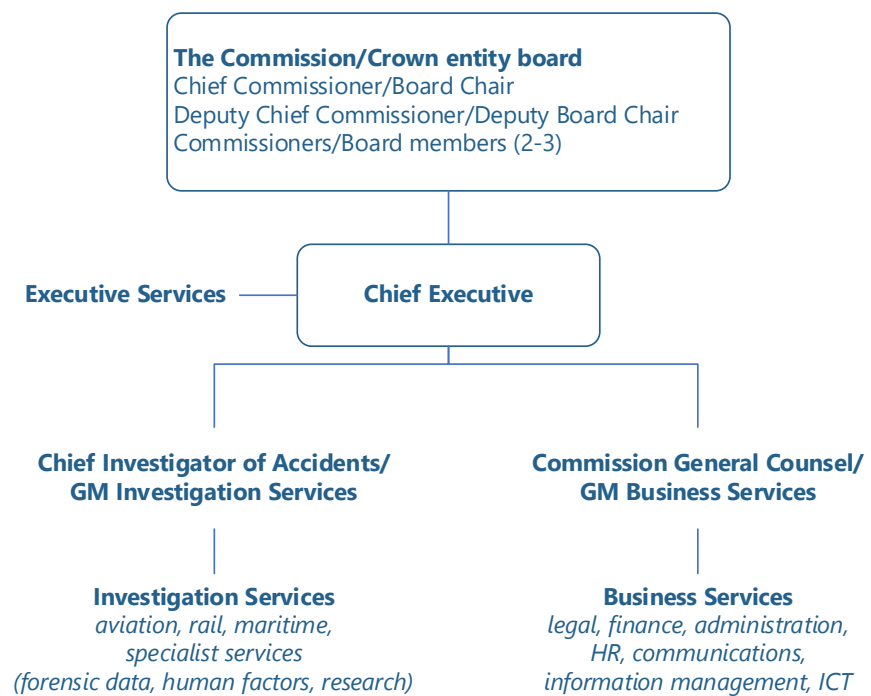 The Commission/Crown entity board
Chief Commissioner/Board Chair
Deputy Chief Commissioner/Deputy Board Chair
Commissioners/Board members (2-3)
Executive Services
Chief Executive
Chief Investigator of Accidents/
GM Investigation Services
Commission General Counsel/
GM Business Services
Investigation Services
aviation, rail, maritime,
specialist services
(forensic data, human factors, research)
Business Services
legal, finance, administration,
HR, communications,
information management, ICT